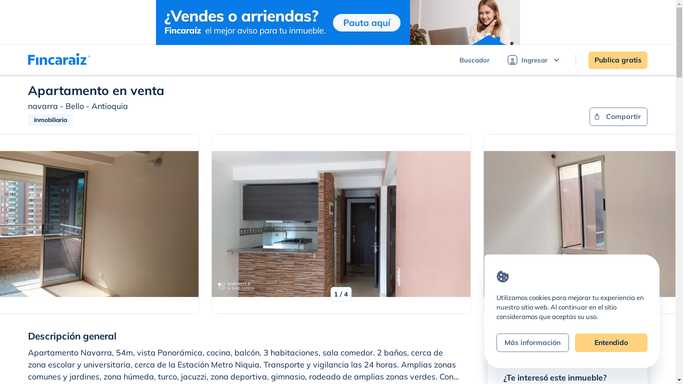 ¿Vendes o arriendas?
Fincaraíz el mejor aviso para tu inmueble.
Pauta aquí
Fincaraíz
Buscador
Ingresar
Publica gratis
Apartamento en venta
navarra - Bello - Antioquia
Inmobiliaria
Compartir
1 / 4
Utilizamos cookies para mejorar tu experiencia en
nuestro sitio web. Al continuar en el sitio
consideramos que aceptas su uso.
Más información
Entendido
Descripción general
Apartamento Navarra, 54m, vista Panorámica, cocina, balcón, 3 habitaciones, sala comedor. 2 baños, cerca de
zona escolar y universitaria, cerca de la Estación Metro Niquia, Transporte y vigilancia las 24 horas. Amplias zonas
comunes y jardines, zona húmeda, turco, jacuzzi, zona deportiva, gimnasio, rodeado de amplias zonas verdes. Con...
¿Te interesó este inmueble?